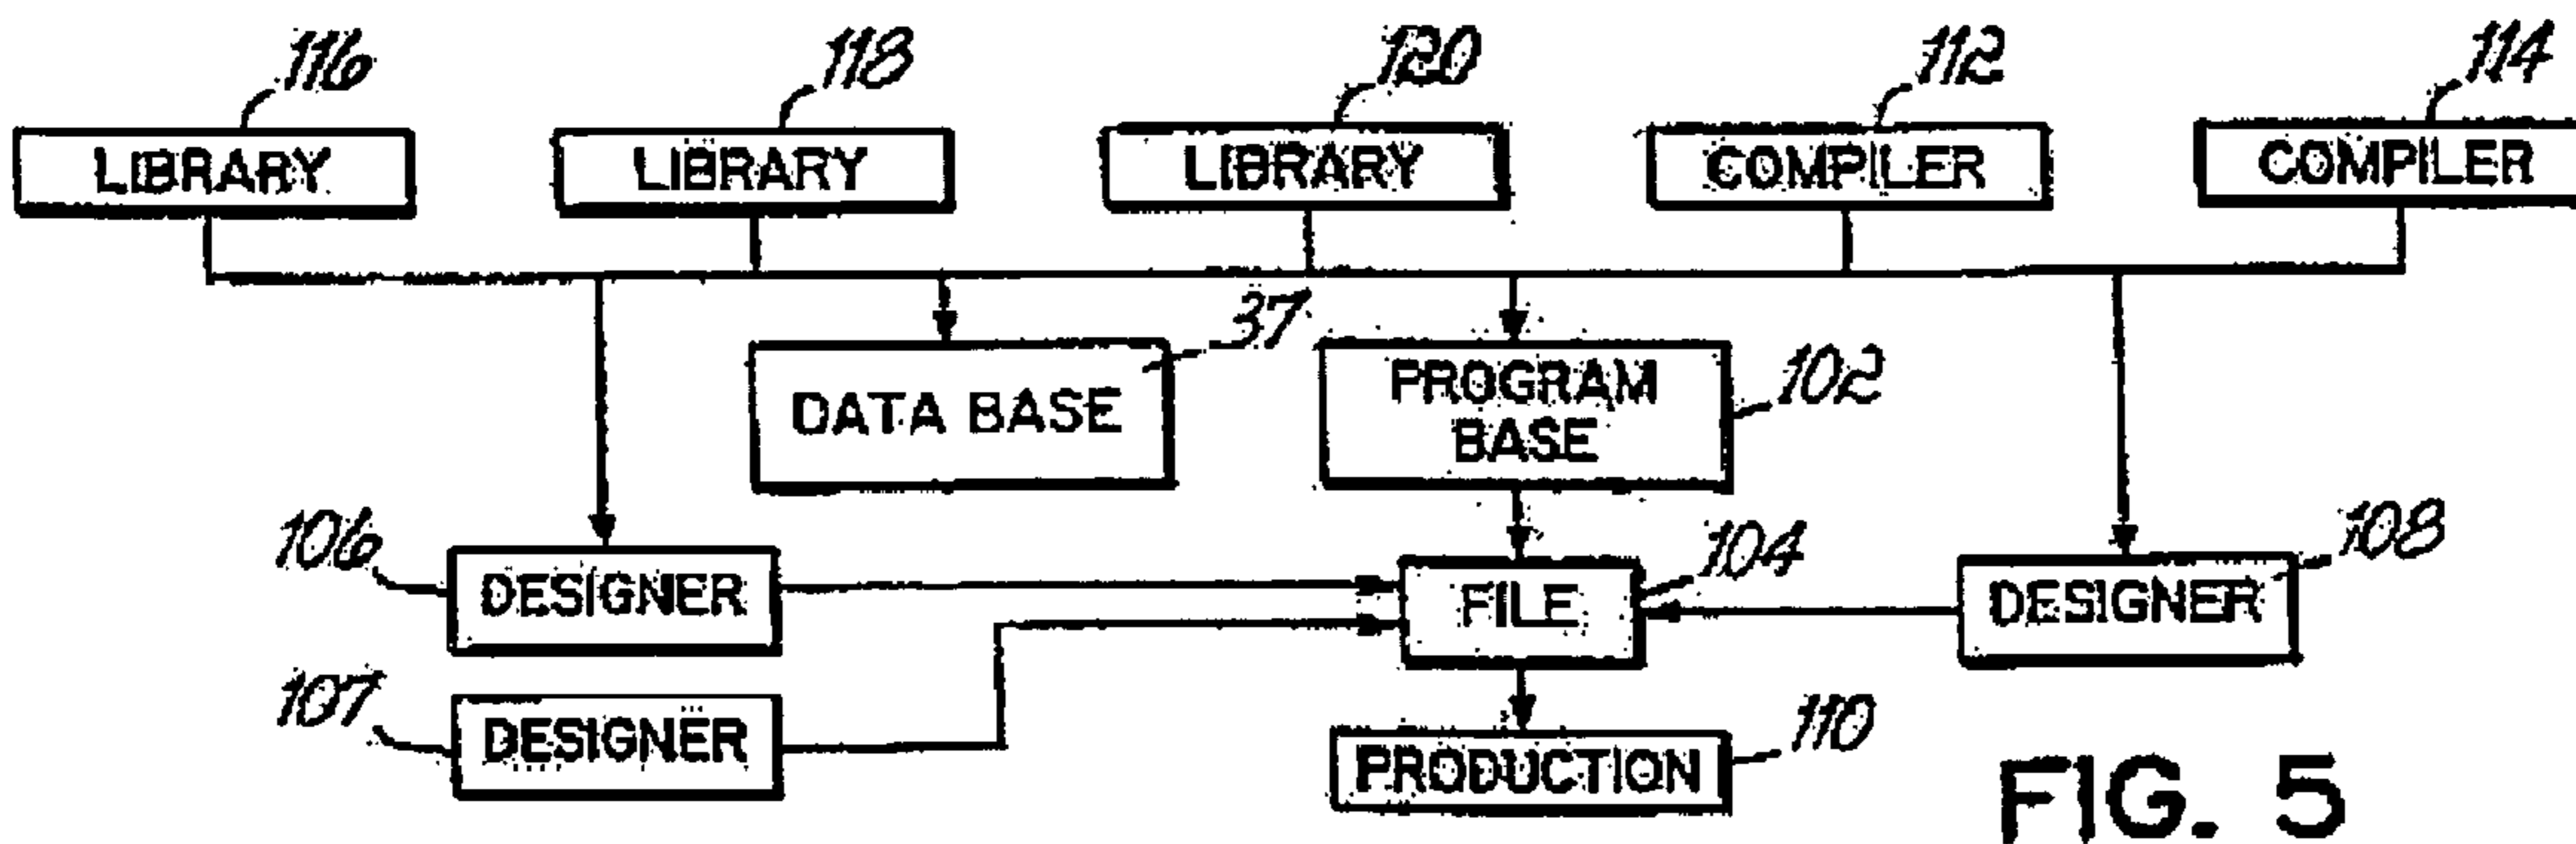 116 118 120 112 114
LIBRARY LIBRARY LIBRARY COMPILER COMPILER
37
DATA BASE
PROGRAM
BASE
102
106
DESIGNER
104
FILE
108
DESIGNER
107
DESIGNER
110
PRODUCTION
FIG. 5